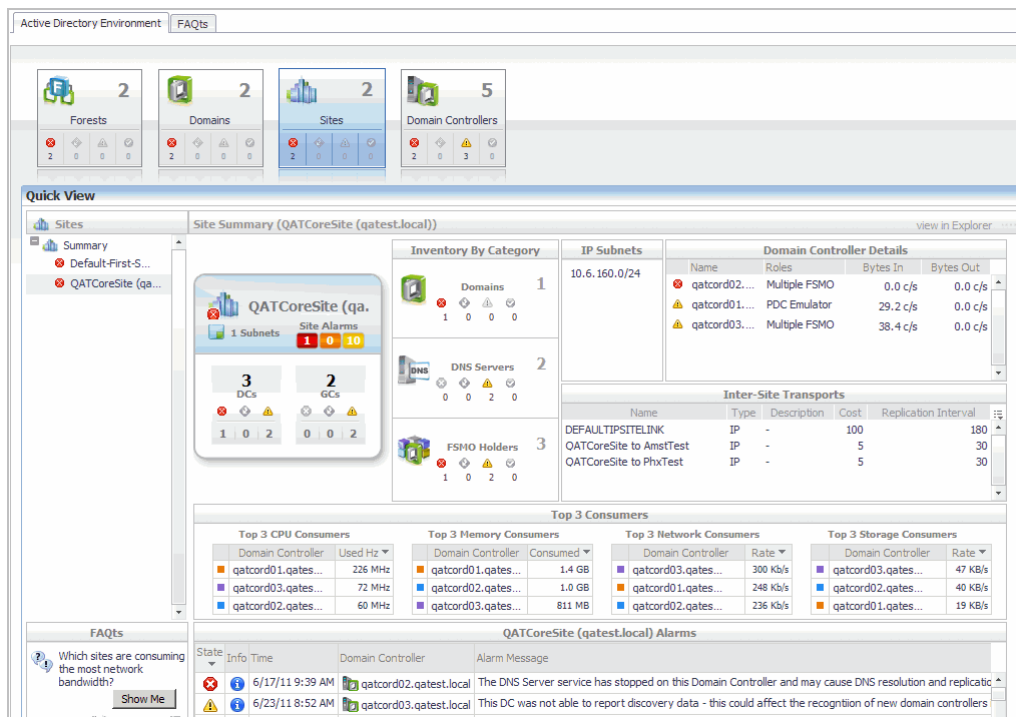 Active Directory Environment FAQts
2 2 2 5
Forests Domains Sites Domain Controllers
2 0 0 0 2 0 0 0 2 0 0 0 2 0 3 0
Quick View
Sites
Summary
Default-First-S...
QATCoreSite (qa...
Site Summary (QATCoreSite (qatest.local))
view in Explorer
QATCoreSite (qa.
1 Subnets
Site Alarms
1 0 10
3 2
DCs GCs
1 0 2 0 0 2
Inventory By Category
Domains 1
1 0 0 0
DNS
DNS Servers 2
0 0 2 0
FSMO Holders 3
1 0 2 0
IP Subnets
10.6.160.0/24
Domain Controller Details
Name Roles Bytes In Bytes Out
qatcord02.... Multiple FSMO 0.0 c/s 0.0 c/s
qatcord01.... PDC Emulator 29.2 c/s 0.0 c/s
qatcord03.... Multiple FSMO 38.4 c/s 0.0 c/s
Inter-Site Transports
Name Type Description Cost Replication Interval
DEFAULTIPSITELINK IP - 100 180
QATCoreSite to AmstTest IP - 5 30
QATCoreSite to PhxTest IP - 5 30
Top 3 Consumers
Top 3 CPU Consumers
Domain Controller Used Hz
qatcord01.qates... 226 MHz
qatcord03.qates... 72 MHz
qatcord02.qates... 60 MHz
Top 3 Memory Consumers
Domain Controller Consumed
qatcord01.qates... 1.4 GB
qatcord02.qates... 1.0 GB
qatcord03.qates... 811 MB
Top 3 Network Consumers
Domain Controller Rate
qatcord03.qates... 300 Kb/s
qatcord01.qates... 248 Kb/s
qatcord02.qates... 236 Kb/s
Top 3 Storage Consumers
Domain Controller Rate
qatcord03.qates... 47 KB/s
qatcord02.qates... 40 KB/s
qatcord01.qates... 19 KB/s
FAQts
Which sites are consuming
the most network
bandwidth?
Show Me
QATCoreSite (qatest.local) Alarms
State Info Time Domain Controller Alarm Message
6/17/11 9:39 AM qatcord02.qatest.local The DNS Server service has stopped on this Domain Controller and may cause DNS resolution and replicatic
6/23/11 8:52 AM qatcord03.qatest.local This DC was not able to report discovery data - this could affect the recogntion of new domain controllers